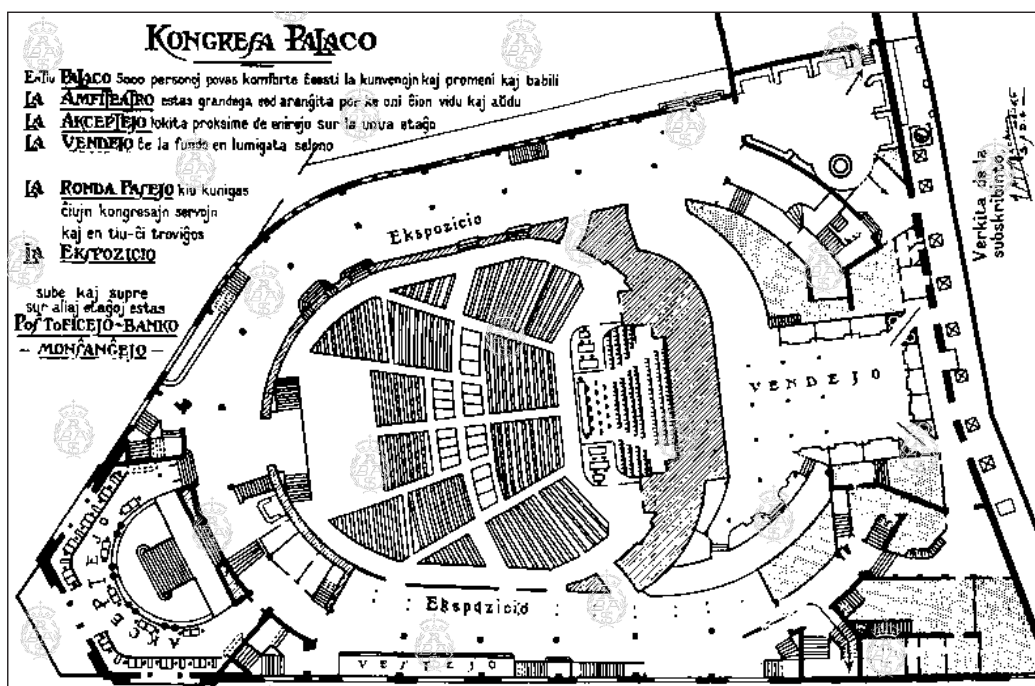 KONGRESA PALACO
En tiu PALACO 5000 personoj povas komforte ĉeesti la kunvenojn kaj promeni kaj babili
LA AMFITEATRO estas grandega sed aranĝita por ke oni ĉion vidu kaj aŭdu
LA AKCEPTEJO lokita proksime de enirejo sur la unua etaĝo
LA VENDEJO ĉe la fundo en lumigata salono
LA RONDA PASEJO kiu kunigas
ĉiujn kongresajn servojn
kaj en tiu-ĉi troviĝos
LA EKSPOZICIO
sube kaj supre
sur aliaj etaĝoj estas
POŜTOFICEJO-BANKO
– MONŜANĜEJO –
Ekspozicio
VENDEJO
Verkita de la
subskribinto,
AKCEPTEJO
Ekspozicio
VESTEJO